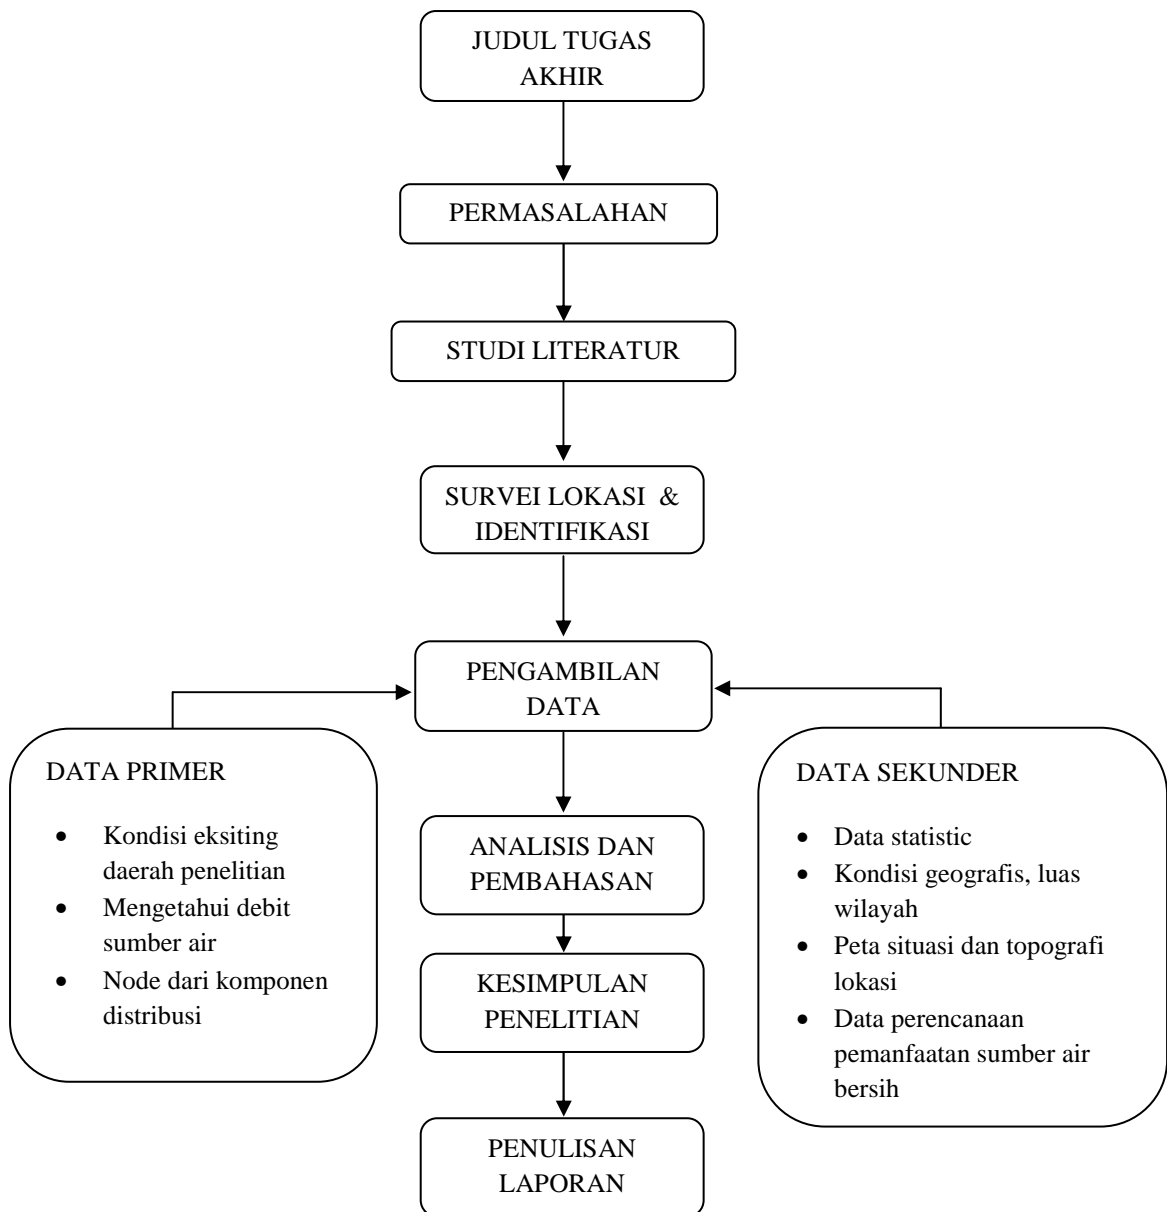 JUDUL TUGAS
AKHIR
PERMASALAHAN
STUDI LITERATUR
SURVEI LOKASI &
IDENTIFIKASI
PENGAMBILAN
DATA
DATA PRIMER
• Kondisi eksiting
daerah penelitian
• Mengetahui debit
sumber air
• Node dari komponen
distribusi
DATA SEKUNDER
• Data statistic
• Kondisi geografis, luas
wilayah
• Peta situasi dan topografi
lokasi
• Data perencanaan
pemanfaatan sumber air
bersih
ANALISIS DAN
PEMBAHASAN
KESIMPULAN
PENELITIAN
PENULISAN
LAPORAN